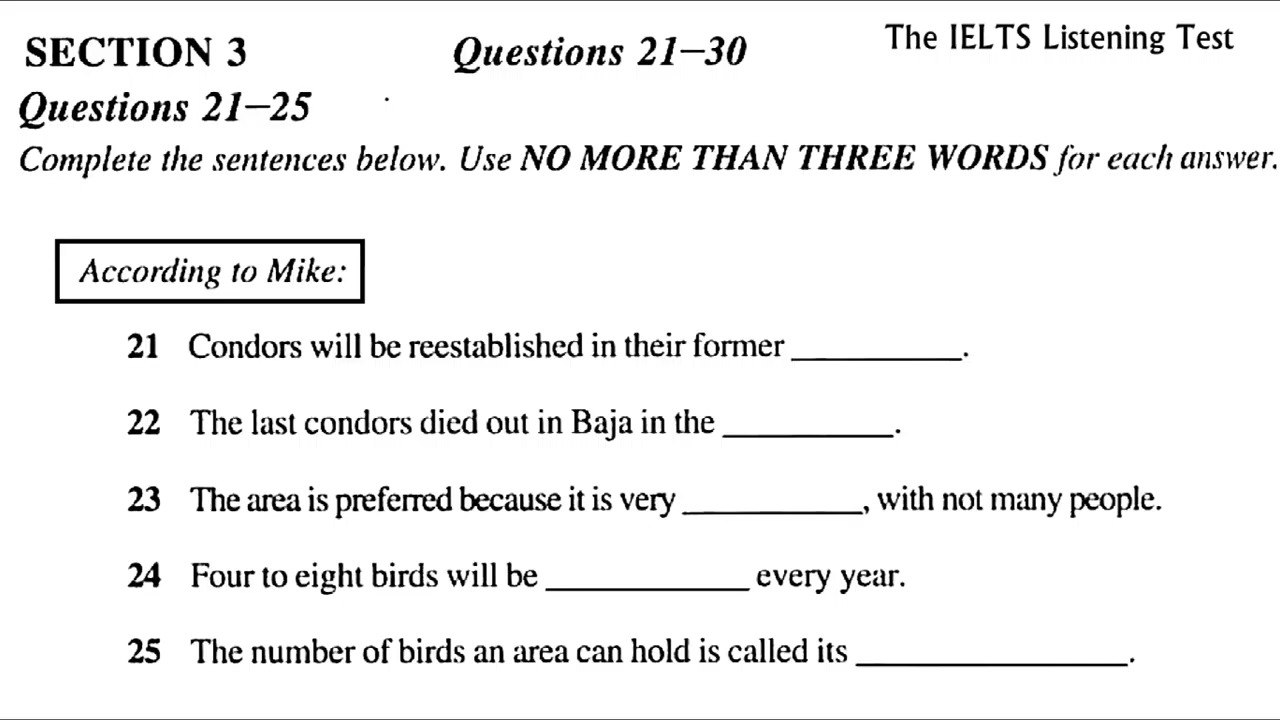 SECTION 3 Questions 21–30 The IELTS Listening Test
Questions 21–25
Complete the sentences below. Use NO MORE THAN THREE WORDS for each answer.
According to Mike:
21 Condors will be reestablished in their former __________.
22 The last condors died out in Baja in the __________.
23 The area is preferred because it is very __________, with not many people.
24 Four to eight birds will be ____________ every year.
25 The number of birds an area can hold is called its ________________.